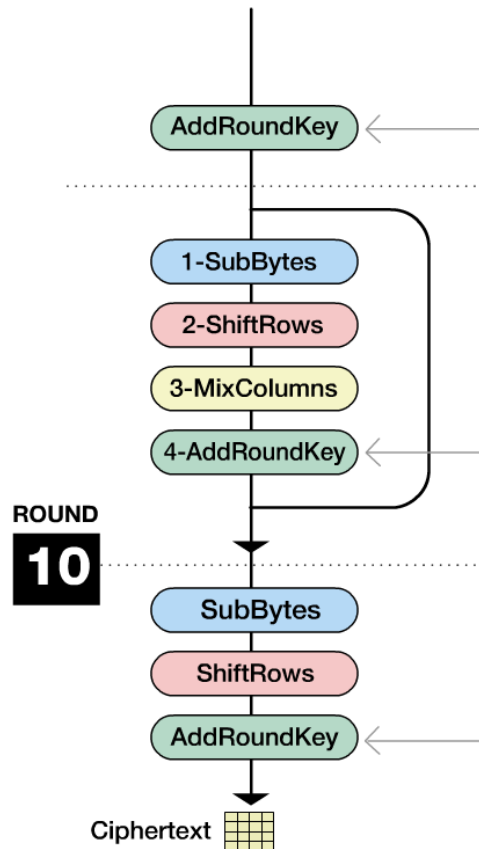 AddRoundKey
1-SubBytes
2-ShiftRows
3-MixColumns
4-AddRoundKey
ROUND
10
SubBytes
ShiftRows
AddRoundKey
Ciphertext